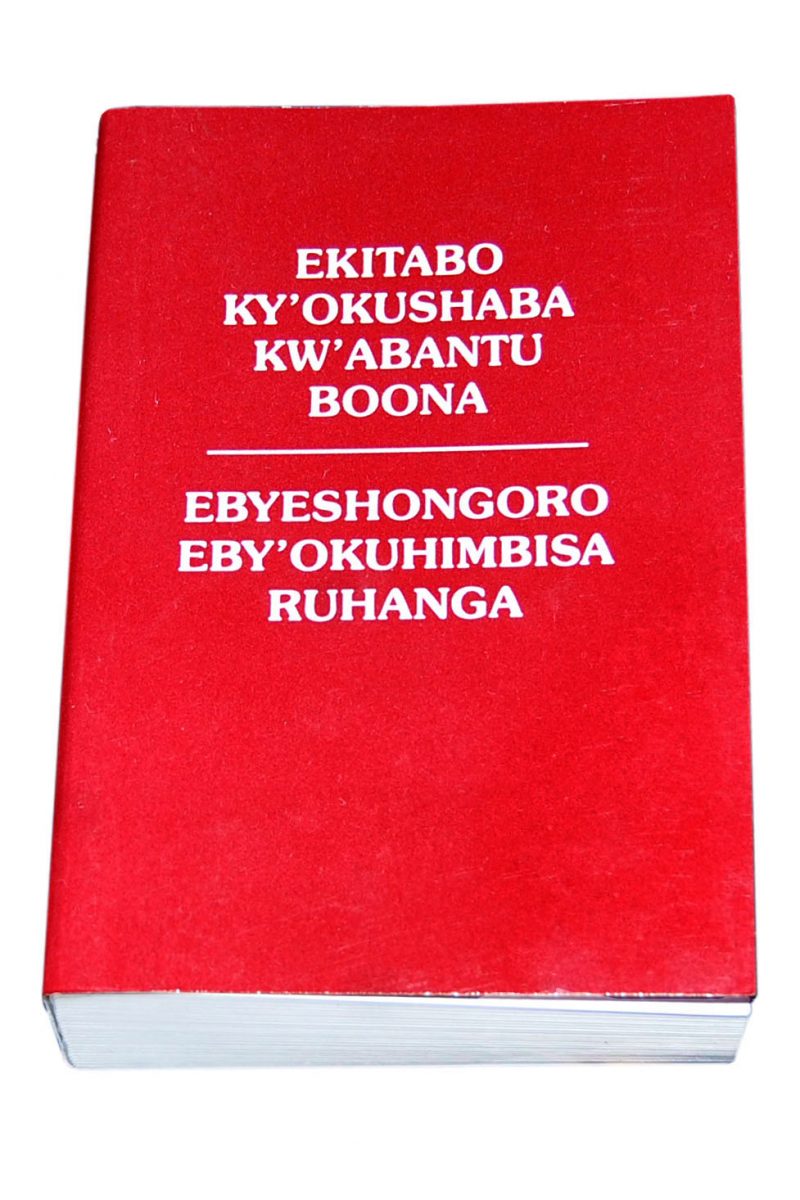 EKITABO
KY'OKUSHABA
KW'ABANTU
BOONA
EBYESHONGORO
EBY'OKUHIMBISA
RUHANGA